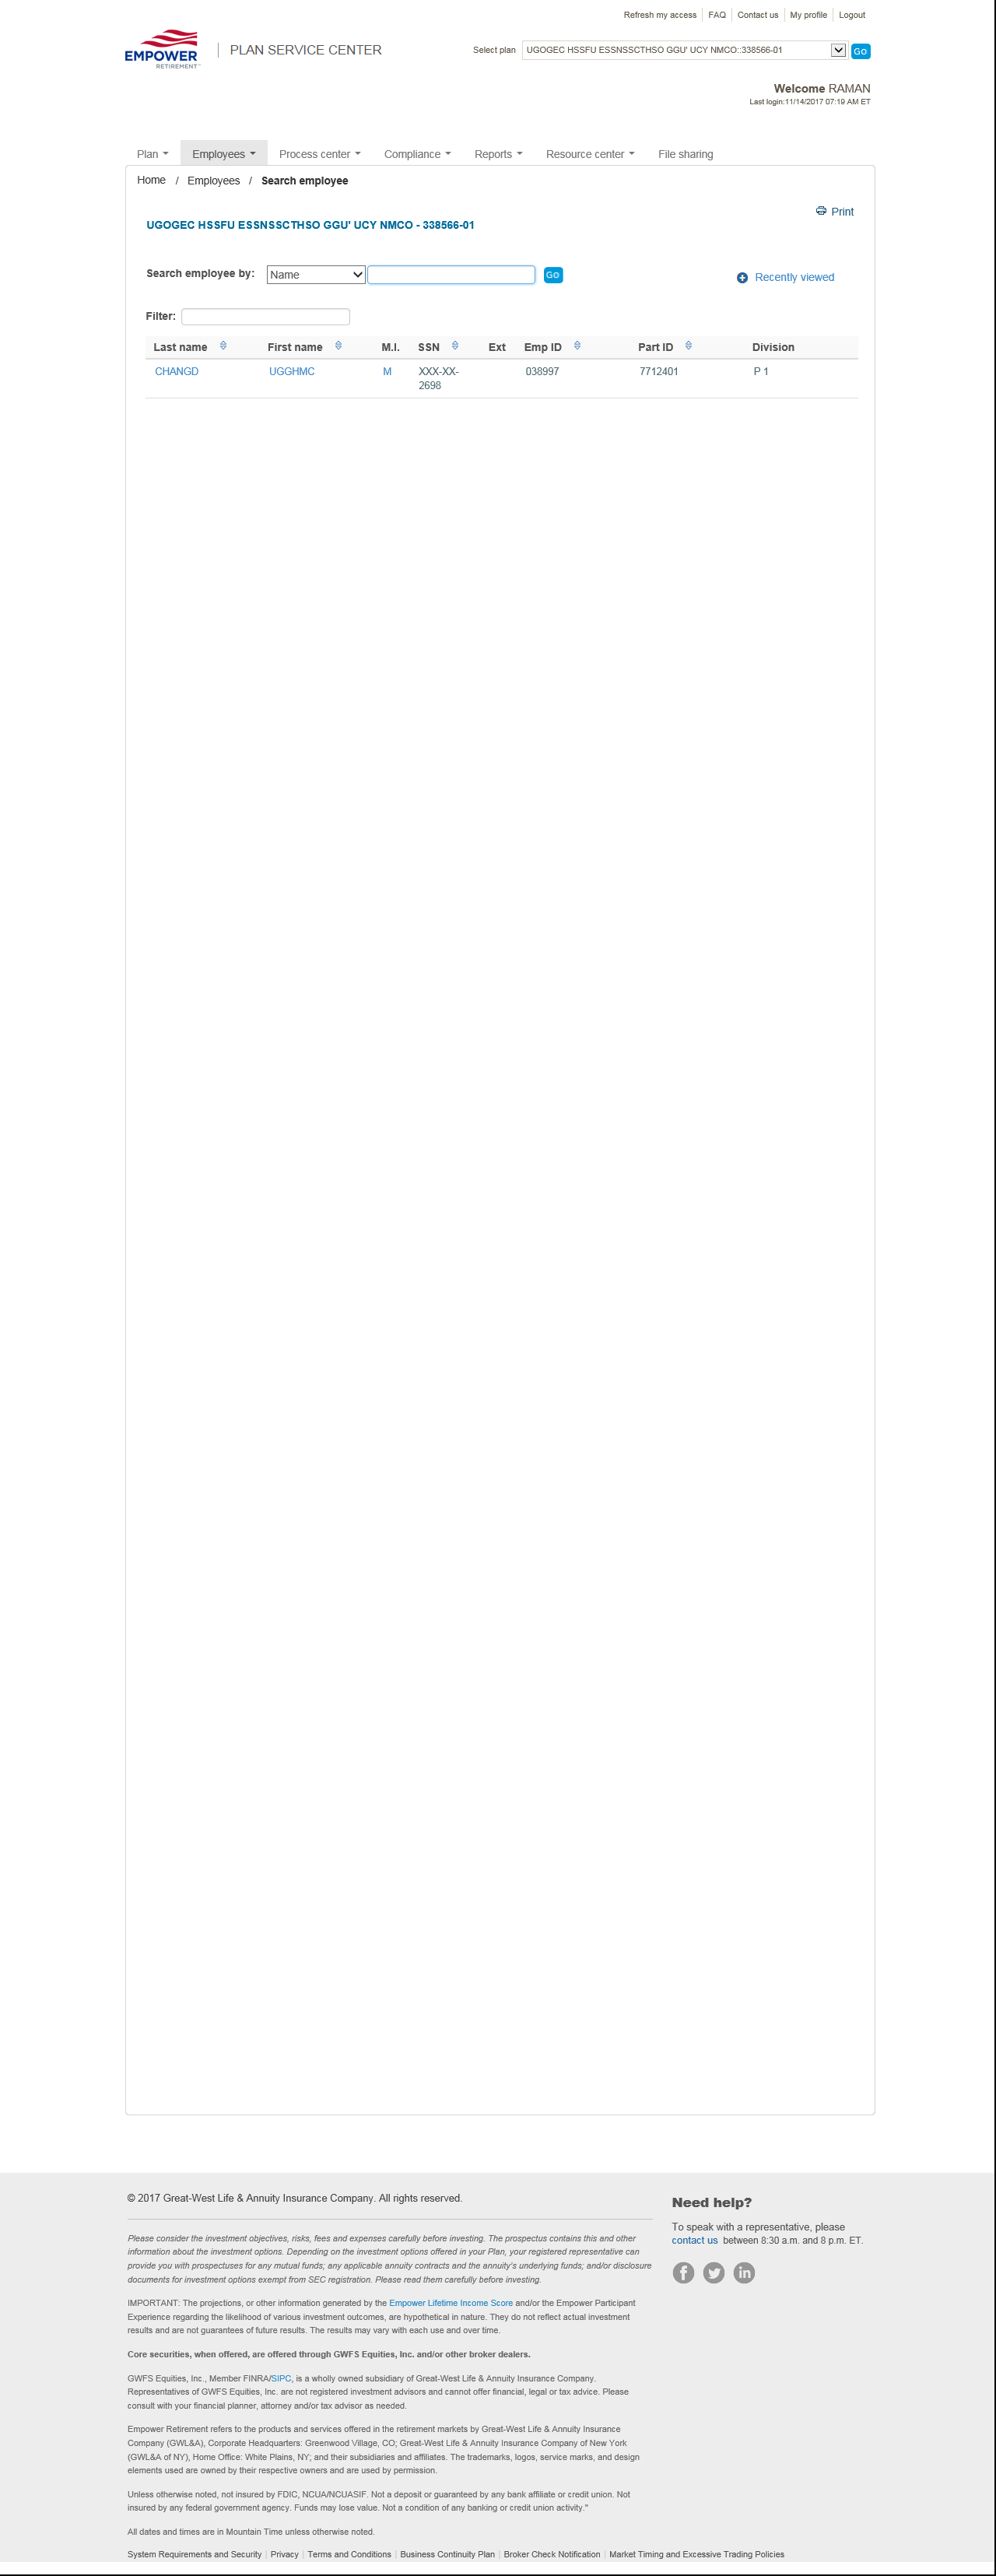 Refresh my access FAQ Contact us My profile Logout
EMPOWER
RETIREMENT™
PLAN SERVICE CENTER
Select plan UGOGEC HSSFU ESSNSSCTHSO GGU' UCY NMCO::338566-01 GO
Welcome RAMAN
Last login:11/14/2017 07:19 AM ET
Plan Employees Process center Compliance Reports Resource center File sharing
Home / Employees / Search employee
Print
UGOGEC HSSFU ESSNSSCTHSO GGU' UCY NMCO - 338566-01
Search employee by: Name GO
Recently viewed
Filter:
Last name First name M.I. SSN Ext Emp ID Part ID Division
CHANGD UGGHMC M XXX-XX- 038997 7712401 P 1
2698
© 2017 Great-West Life & Annuity Insurance Company. All rights reserved.
Please consider the investment objectives, risks, fees and expenses carefully before investing. The prospectus contains this and other
information about the investment options. Depending on the investment options offered in your Plan, your registered representative can
provide you with prospectuses for any mutual funds; any applicable annuity contracts and the annuity's underlying funds; and/or disclosure
documents for investment options exempt from SEC registration. Please read them carefully before investing.
IMPORTANT: The projections, or other information generated by the Empower Lifetime Income Score and/or the Empower Participant
Experience regarding the likelihood of various investment outcomes, are hypothetical in nature. They do not reflect actual investment
results and are not guarantees of future results. The results may vary with each use and over time.
Core securities, when offered, are offered through GWFS Equities, Inc. and/or other broker dealers.
GWFS Equities, Inc., Member FINRA/SIPC, is a wholly owned subsidiary of Great-West Life & Annuity Insurance Company.
Representatives of GWFS Equities, Inc. are not registered investment advisors and cannot offer financial, legal or tax advice. Please
consult with your financial planner, attorney and/or tax advisor as needed.
Empower Retirement refers to the products and services offered in the retirement markets by Great-West Life & Annuity Insurance
Company (GWL&A), Corporate Headquarters: Greenwood Village, CO; Great-West Life & Annuity Insurance Company of New York
(GWL&A of NY), Home Office: White Plains, NY; and their subsidiaries and affiliates. The trademarks, logos, service marks, and design
elements used are owned by their respective owners and are used by permission.
Unless otherwise noted, not insured by FDIC, NCUA/NCUASIF. Not a deposit or guaranteed by any bank affiliate or credit union. Not
insured by any federal government agency. Funds may lose value. Not a condition of any banking or credit union activity."
All dates and times are in Mountain Time unless otherwise noted.
System Requirements and Security Privacy Terms and Conditions Business Continuity Plan Broker Check Notification Market Timing and Excessive Trading Policies
Need help?
To speak with a representative, please
contact us between 8:30 a.m. and 8 p.m. ET.